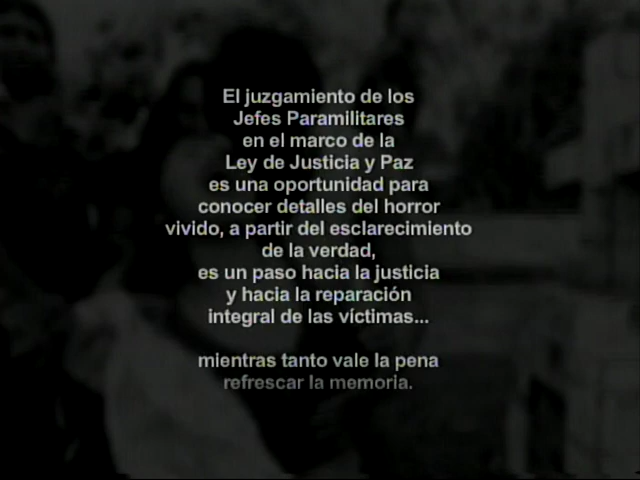 El juzgamiento de los
Jefes Paramilitares
en el marco de la
Ley de Justicia y Paz
es una oportunidad para
conocer detalles del horror
vivido, a partir del esclarecimiento
de la verdad,
es un paso hacia la justicia
y hacia la reparación
integral de las víctimas...
mientras tanto vale la pena
refrescar la memoria.